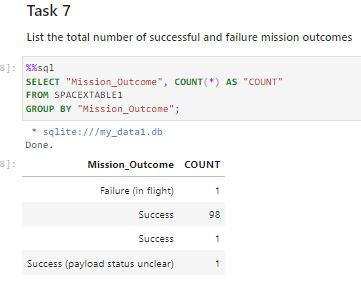 Task 7
List the total number of successful and failure mission outcomes
8]: %%sql
SELECT "Mission_Outcome", COUNT(*) AS "COUNT"
FROM SPACEXTABLE1
GROUP BY "Mission_Outcome";
* sqlite:///my_data1.db
Done.
8]: Mission_Outcome COUNT
Failure (in flight) 1
Success 98
Success 1
Success (payload status unclear) 1